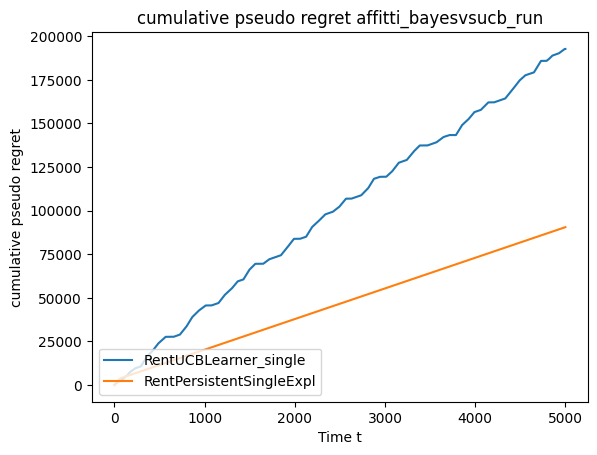 cumulative pseudo regret affitti_bayesvsucb_run
200000
175000
150000
125000
100000
75000
50000
25000
0
cumulative pseudo regret
RentUCBLearner_single
RentPersistentSingleExpl
0 1000 2000 3000 4000 5000
Time t